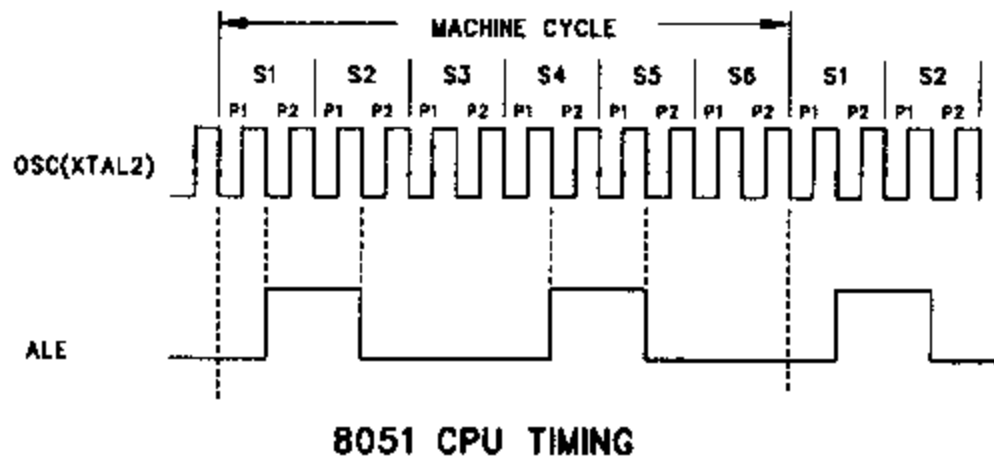 MACHINE CYCLE
S1 S2 S3 S4 S5 S6 S1 S2
P1 P2 P1 P2 P1 P2 P1 P2 P1 P2 P1 P2 P1 P2 P1 P2
OSC(XTAL2)
ALE
8051 CPU TIMING